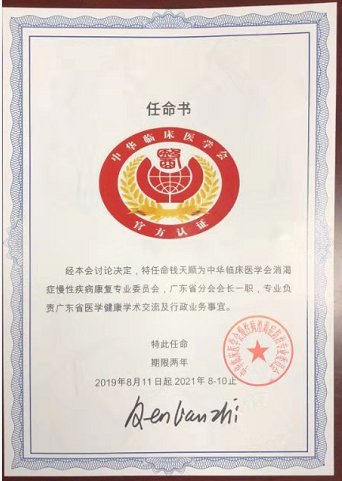 任命书
中华临床医学会
官方认证
经本会讨论决定，特任命钱天顺为中华临床医学会消渴
症慢性疾病康复专业委员会，广东省分会会长一职，专业负
责广东省医学健康学术交流及行政业务事宜。
特此任命
期限两年
2019年8月11日起2021年8-10止